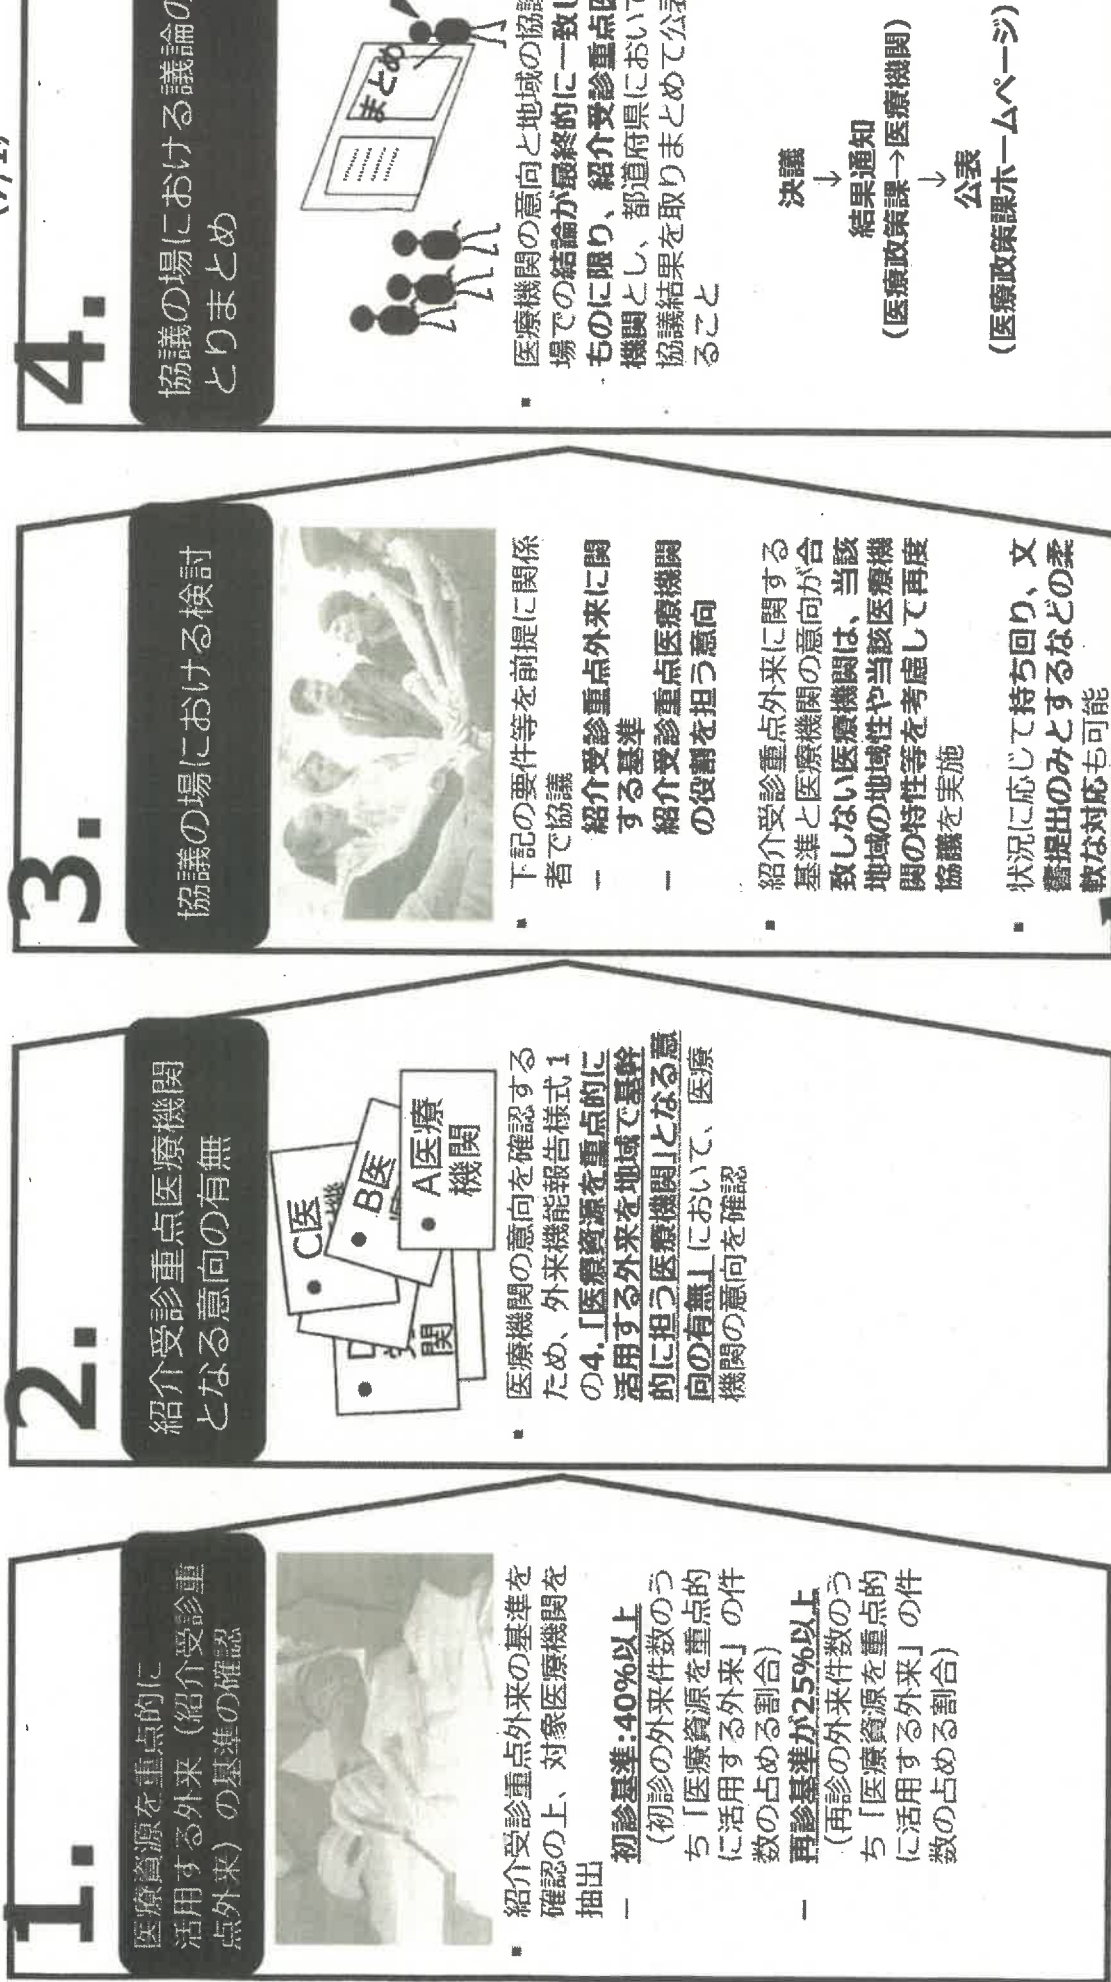 1.
医療資源を重点的に
活用する外来（紹介受診重
点外来）の基準の確認
▪ 紹介受診重点外来の基準を
確認の上、対象医療機関を
抽出
― 初診基準:40%以上
（初診の外来件数のう
ち「医療資源を重点的
に活用する外来」の件
数の占める割合）
― 再診基準が25%以上
（再診の外来件数のう
ち「医療資源を重点的
に活用する外来」の件
数の占める割合）
2.
紹介受診重点医療機関
となる意向の有無
C医
機
B医
A医療
機関
関
▪ 医療機関の意向を確認する
ため、外来機能報告様式１
の4.「医療資源を重点的に
活用する外来を地域で基幹
的に担う医療機関」となる意
向の有無」において、医療
機関の意向を確認
3.
協議の場における検討
▪ 下記の要件等を前提に関係
者で協議
― 紹介受診重点外来に関
する基準
― 紹介受診重点医療機関
の役割を担う意向
▪ 紹介受診重点外来に関する
基準と医療機関の意向が合
致しない医療機関は、当該
地域の地域性や当該医療機
関の特性等を考慮して再度
協議を実施
▪ 状況に応じて持ち回り、文
書提出のみとするなどの柔
軟な対応も可能
4.
協議の場における議論の
とりまとめ
まとめ
▪ 医療機関の意向と地域の協議
場での結論が最終的に一致し
ものに限り、紹介受診重点医
機関とし、都道府県において
協議結果を取りまとめて公表
ること
決議
↓
結果通知
(医療政策課→医療機関)
↓
公表
(医療政策課ホームページ)